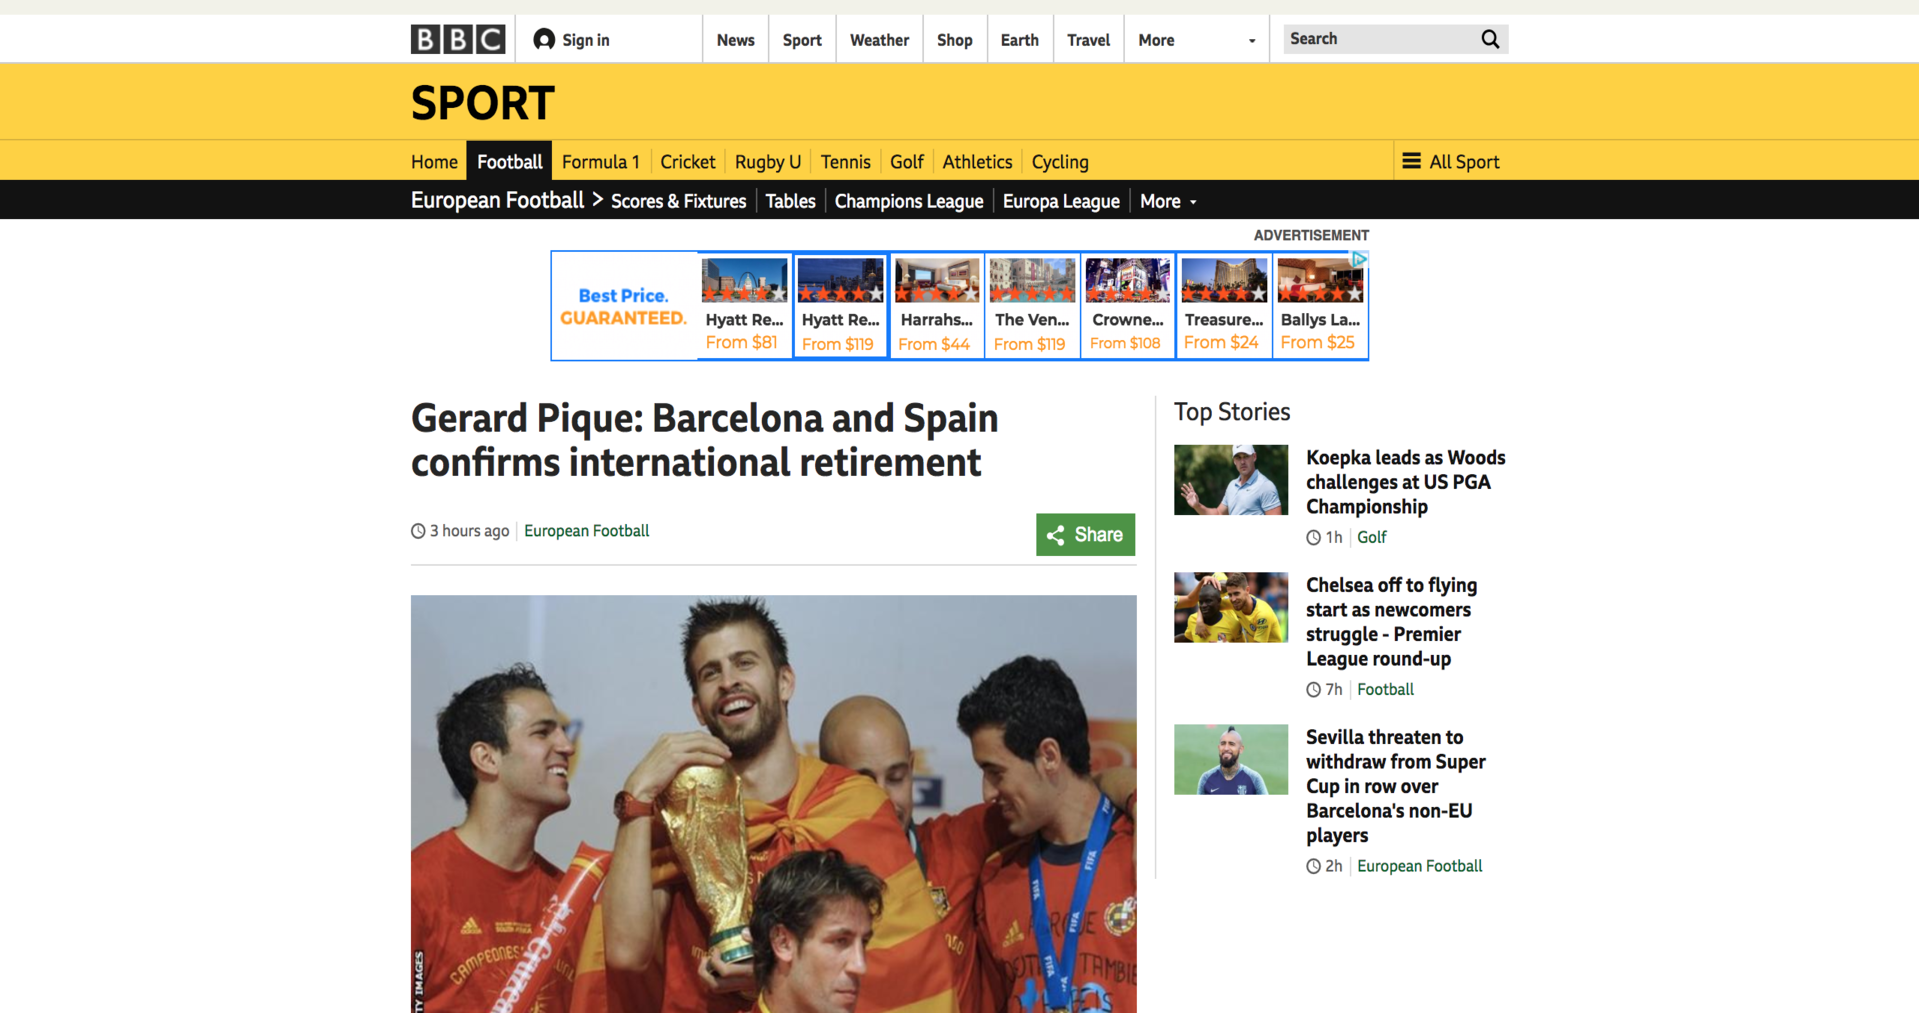 BBC
Sign in
News
Sport
Weather
Shop
Earth
Travel
More
Search
SPORT
Home
Football
Formula 1
Cricket
Rugby U
Tennis
Golf
Athletics
Cycling
All Sport
European Football
Scores & Fixtures
Tables
Champions League
Europa League
More
ADVERTISEMENT
Best Price.
GUARANTEED.
Hyatt Re...
From $81
Hyatt Re...
From $119
Harrahs...
From $44
The Ven...
From $119
Crowne...
From $108
Treasure...
From $24
Ballys La...
From $25
Gerard Pique: Barcelona and Spain
confirms international retirement
3 hours ago
European Football
Share
CAMPEONES
FIFA
FIFA
FIFA
TAMBIE
TY IMAGES
Top Stories
Koepka leads as Woods
challenges at US PGA
Championship
1h
Golf
Chelsea off to flying
start as newcomers
struggle - Premier
League round-up
7h
Football
Sevilla threaten to
withdraw from Super
Cup in row over
Barcelona's non-EU
players
2h
European Football